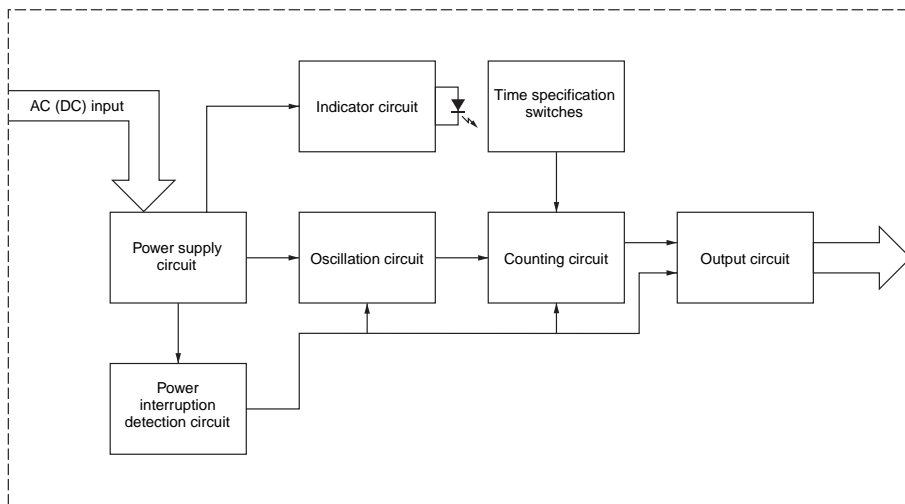 AC (DC) input
Indicator circuit
Time specification
switches
Power supply
circuit
Oscillation circuit
Counting circuit
Output circuit
Power
interruption
detection circuit